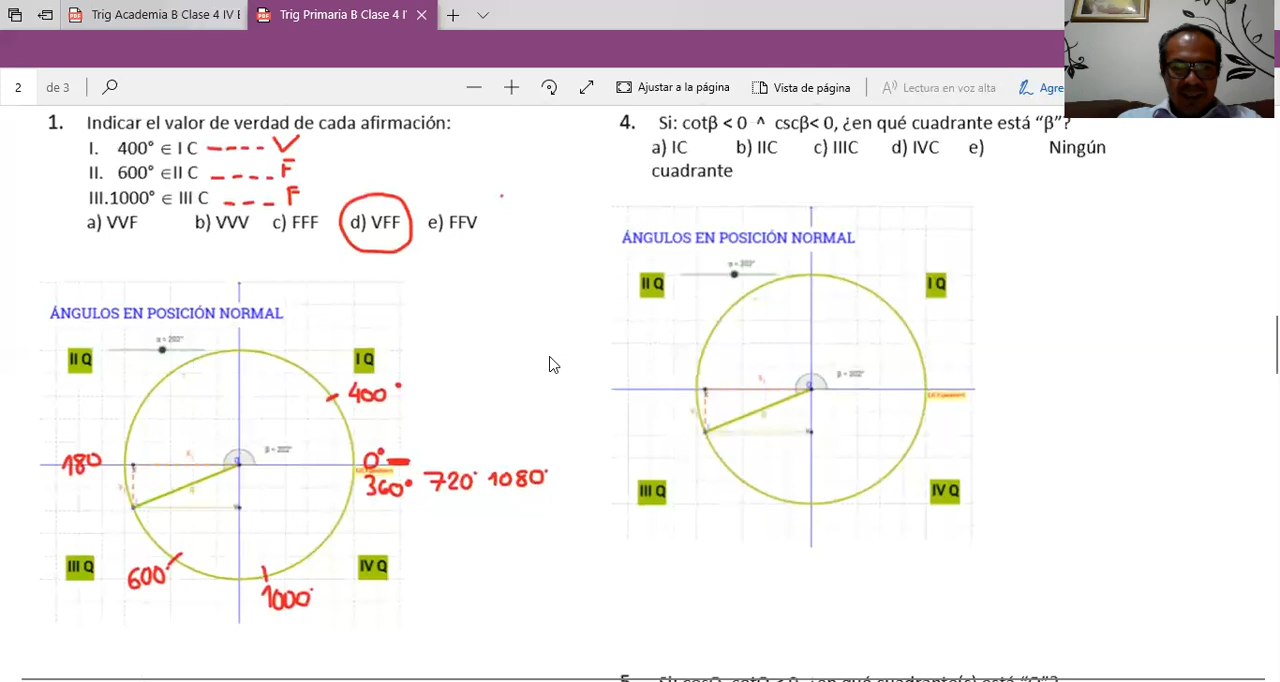 Trig Academia B Clase 4 IV B
Trig Primaria B Clase 4 I
2 de 3
Ajustar a la página
Vista de página
Lectura en voz alta
Agre
1. Indicar el valor de verdad de cada afirmación:
I. 400° ∈ I C ---- V
II. 600° ∈II C ---- F
III.1000° ∈ III C --- F
a) VVF b) VVV c) FFF d) VFF e) FFV
ÁNGULOS EN POSICIÓN NORMAL
II Q
I Q
400°
180
0°
360° 720° 1080°
III Q
600°
IV Q
1000°
4. Si: cotβ < 0 ^ cscβ< 0, ¿en qué cuadrante está “β”?
a) IC b) IIC c) IIIC d) IVC e) Ningún
cuadrante
ÁNGULOS EN POSICIÓN NORMAL
II Q
I Q
III Q
IV Q